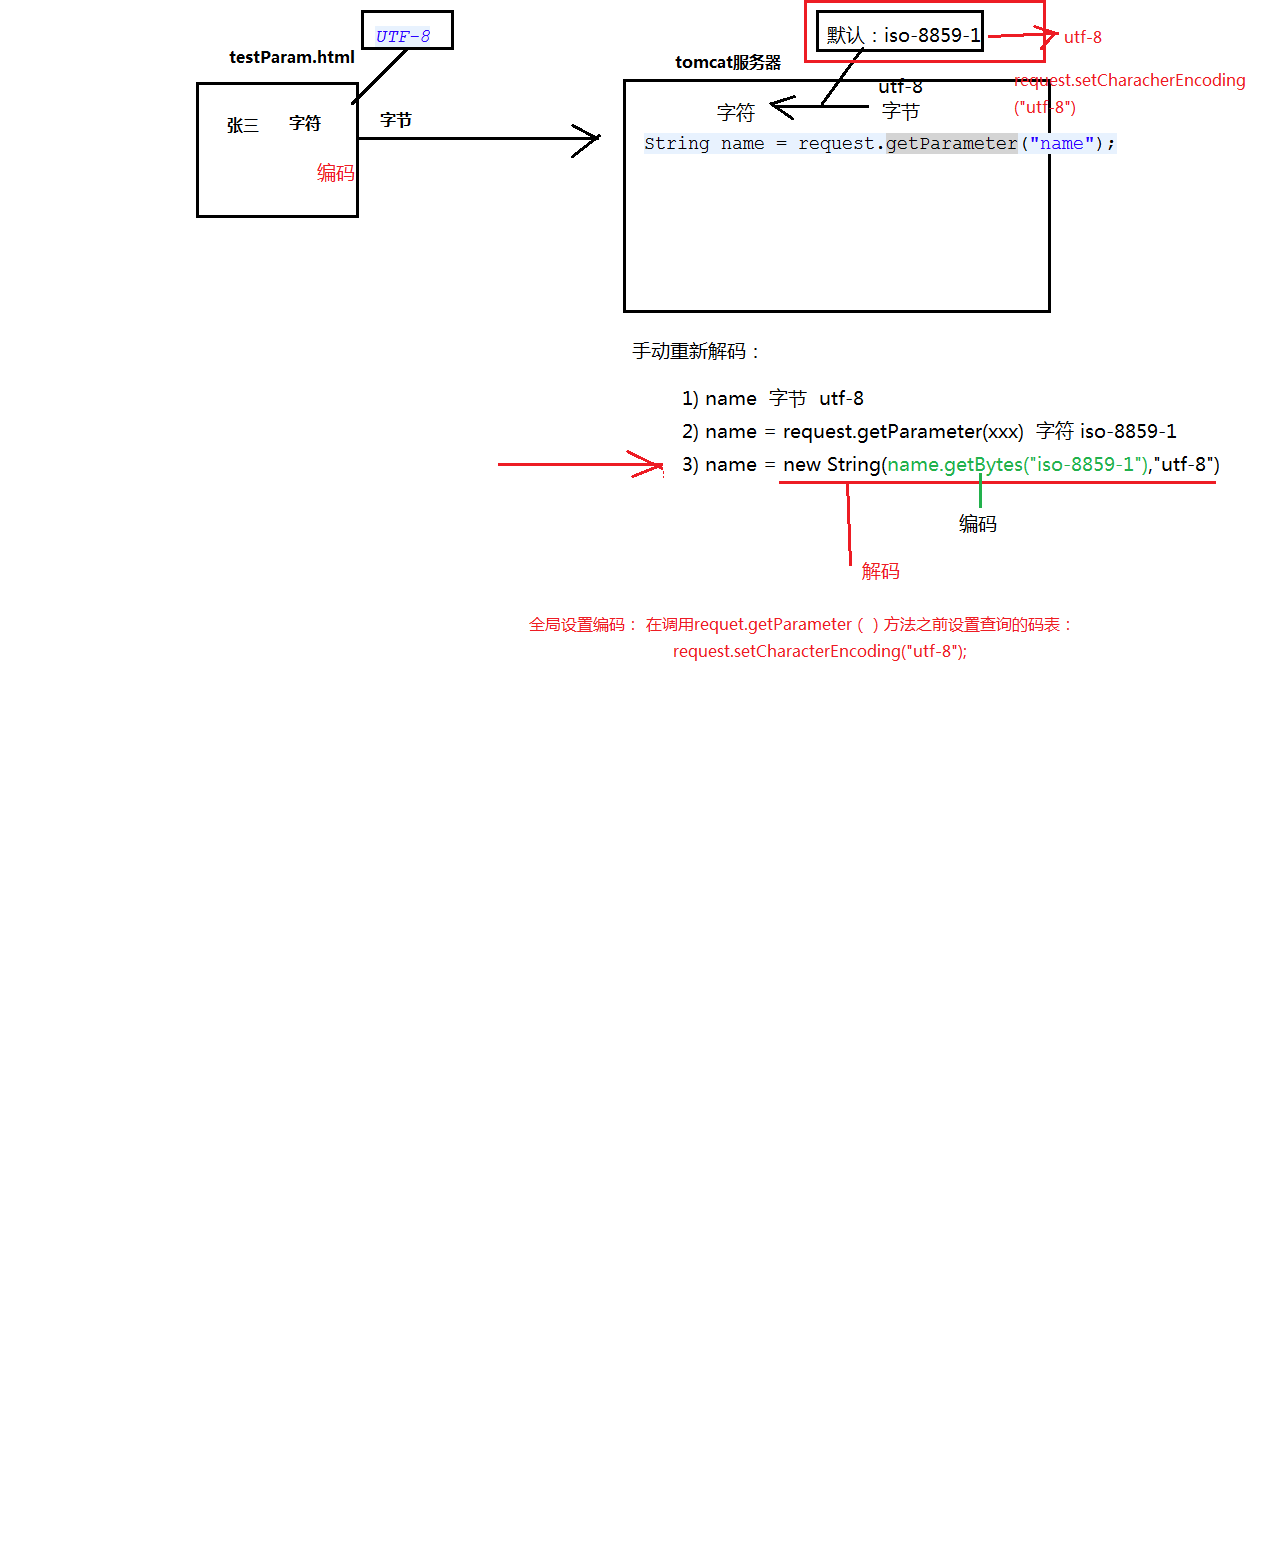 UTF-8
testParam.html
张三 字符 字节
编码
默认：iso-8859-1
utf-8
tomcat服务器
request.setCharacherEncoding
("utf-8")
utf-8
字符 字节
String name = request.getParameter("name");
手动重新解码：
1) name 字节 utf-8
2) name = request.getParameter(xxx) 字符 iso-8859-1
3) name = new String(name.getBytes("iso-8859-1"),"utf-8")
编码
解码
全局设置编码： 在调用requet.getParameter（ ）方法之前设置查询的码表：
request.setCharacterEncoding("utf-8");